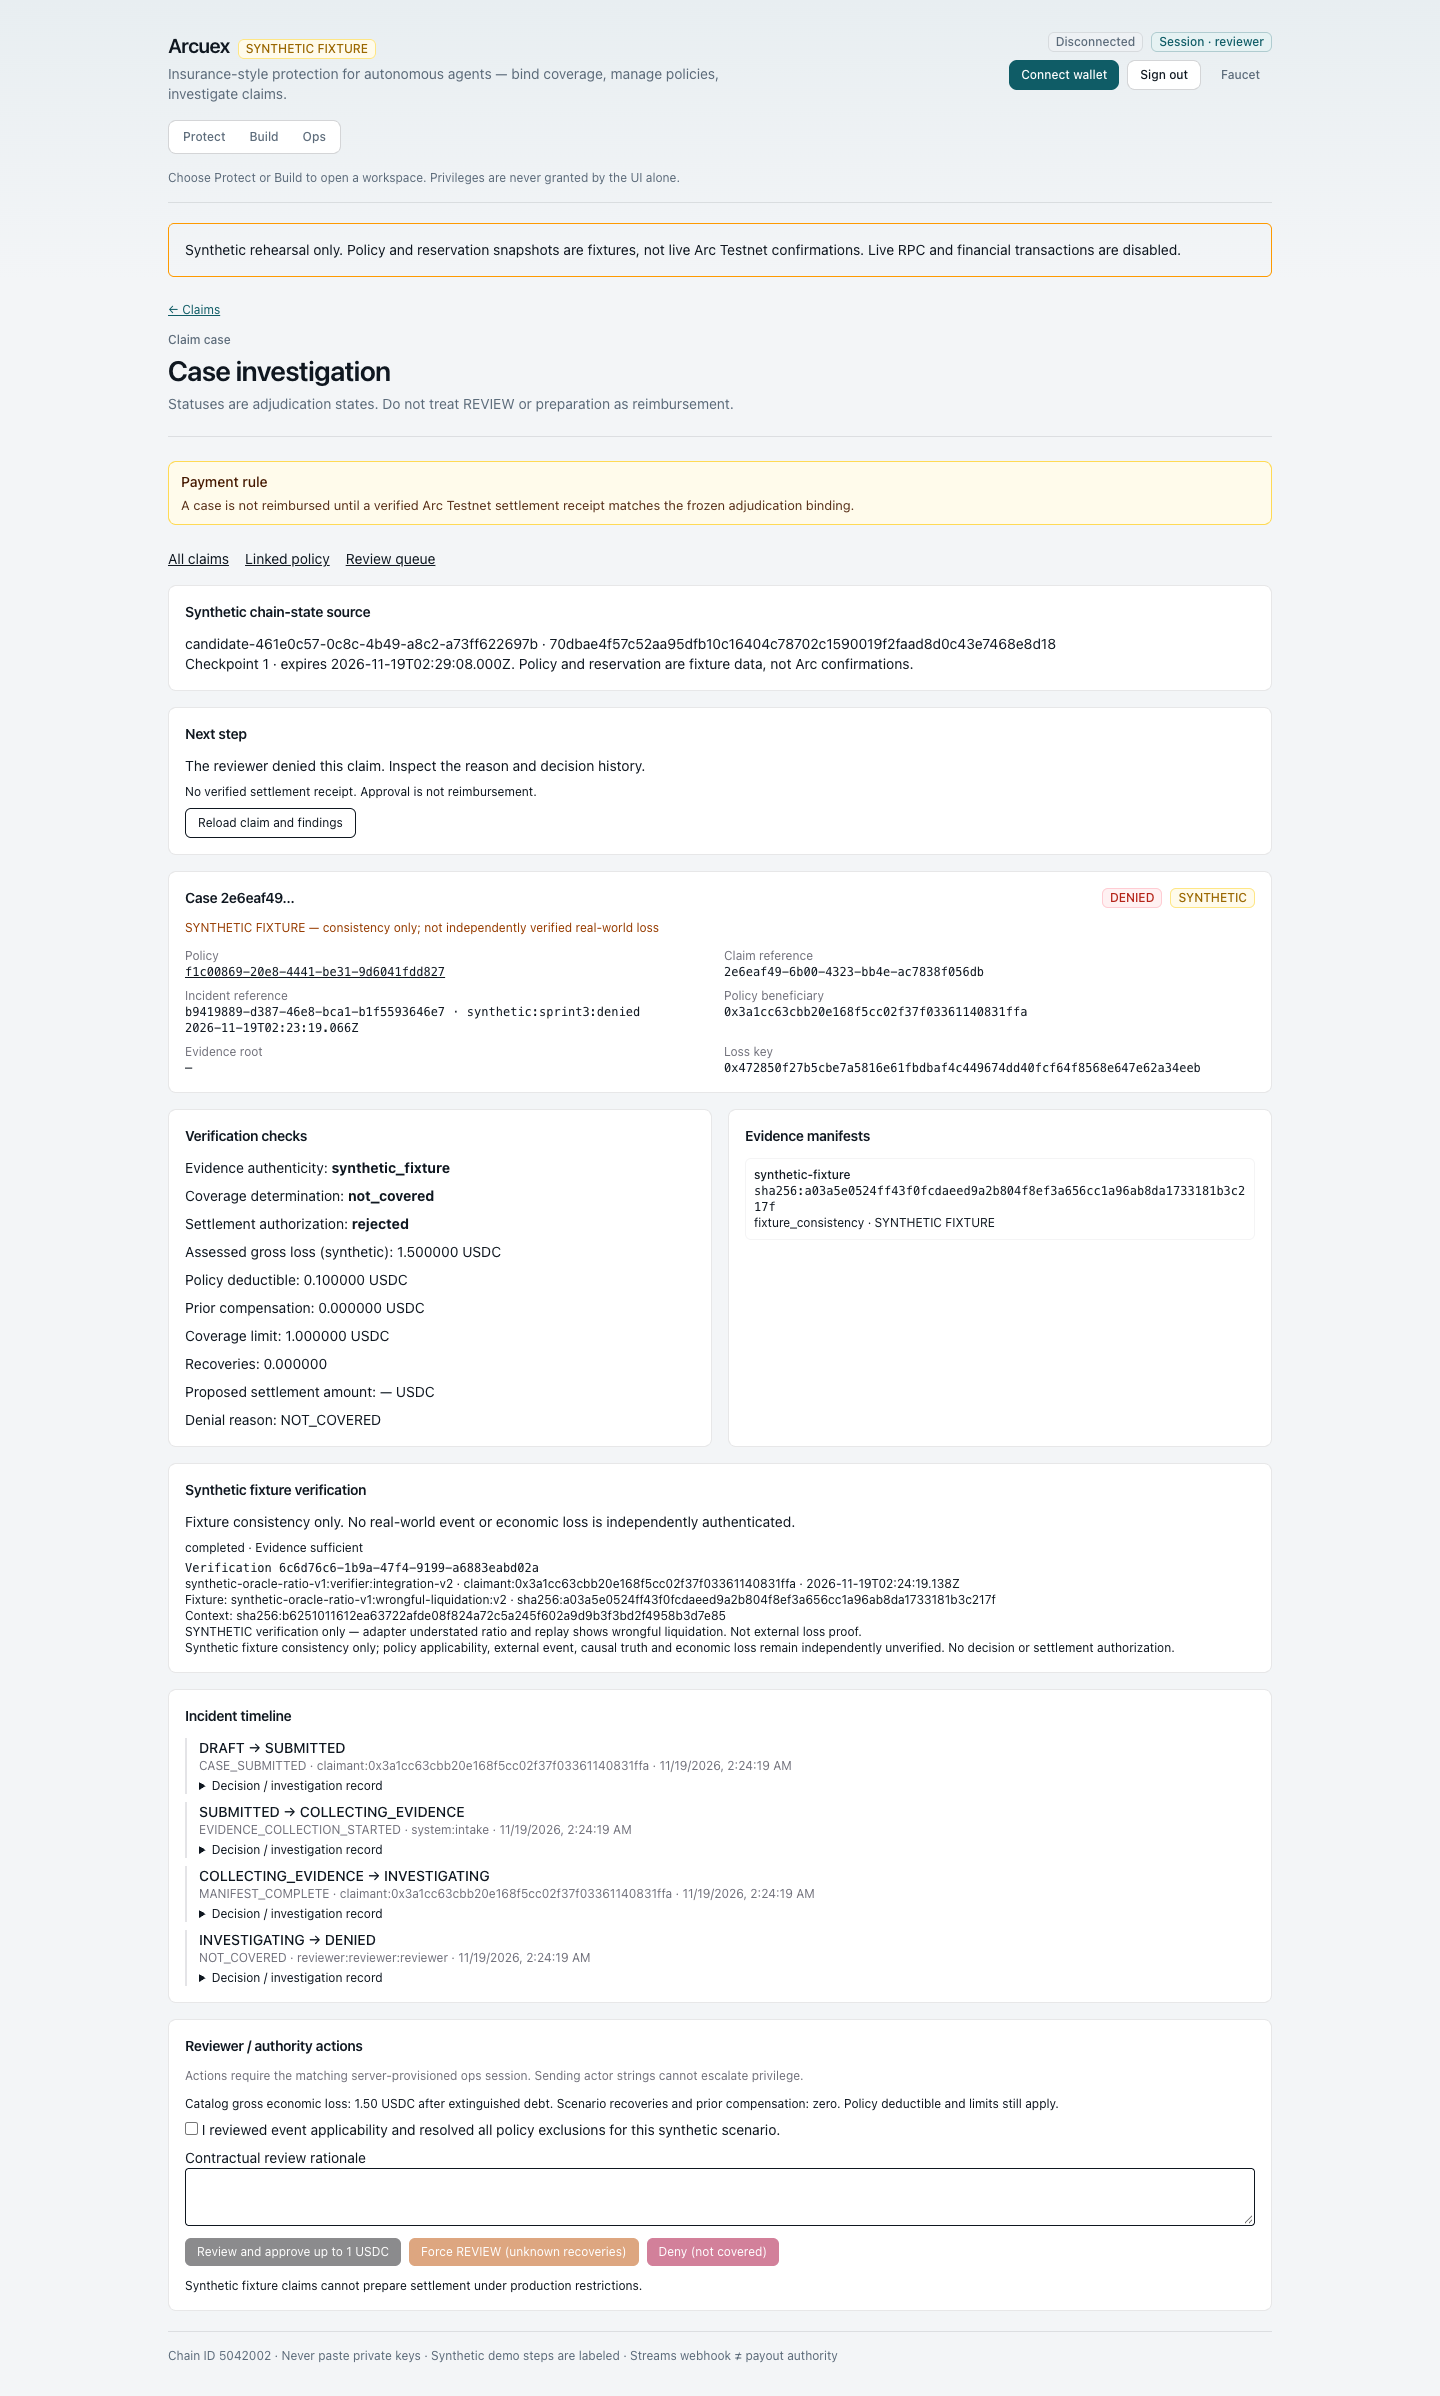 Arcuex SYNTHETIC FIXTURE
Disconnected Session · reviewer
Insurance-style protection for autonomous agents — bind coverage, manage policies,
investigate claims.
Connect wallet Sign out Faucet
Protect Build Ops
Choose Protect or Build to open a workspace. Privileges are never granted by the UI alone.
Synthetic rehearsal only. Policy and reservation snapshots are fixtures, not live Arc Testnet confirmations. Live RPC and financial transactions are disabled.
← Claims
Claim case
Case investigation
Statuses are adjudication states. Do not treat REVIEW or preparation as reimbursement.
Payment rule
A case is not reimbursed until a verified Arc Testnet settlement receipt matches the frozen adjudication binding.
All claims Linked policy Review queue
Synthetic chain-state source
candidate-461e0c57-0c8c-4b49-a8c2-a73ff622697b · 70dbae4f57c52aa95dfb10c16404c78702c1590019f2faad8d0c43e7468e8d18
Checkpoint 1 · expires 2026-11-19T02:29:08.000Z. Policy and reservation are fixture data, not Arc confirmations.
Next step
The reviewer denied this claim. Inspect the reason and decision history.
No verified settlement receipt. Approval is not reimbursement.
Reload claim and findings
Case 2e6eaf49... DENIED SYNTHETIC
SYNTHETIC FIXTURE — consistency only; not independently verified real-world loss
Policy
f1c00869-20e8-4441-be31-9d6041fdd827
Claim reference
2e6eaf49-6b00-4323-bb4e-ac7838f056db
Incident reference
b9419889-d387-46e8-bca1-b1f5593646e7 · synthetic:sprint3:denied
2026-11-19T02:23:19.066Z
Policy beneficiary
0x3a1cc63cbb20e168f5cc02f37f03361140831ffa
Evidence root
—
Loss key
0x472850f27b5cbe7a5816e61fbdbaf4c449674dd40fcf64f8568e647e62a34eeb
Verification checks
Evidence authenticity: synthetic_fixture
Coverage determination: not_covered
Settlement authorization: rejected
Assessed gross loss (synthetic): 1.500000 USDC
Policy deductible: 0.100000 USDC
Prior compensation: 0.000000 USDC
Coverage limit: 1.000000 USDC
Recoveries: 0.000000
Proposed settlement amount: — USDC
Denial reason: NOT_COVERED
Evidence manifests
synthetic-fixture
sha256:a03a5e0524ff43f0fcdaeed9a2b804f8ef3a656cc1a96ab8da1733181b3c2
17f
fixture_consistency · SYNTHETIC FIXTURE
Synthetic fixture verification
Fixture consistency only. No real-world event or economic loss is independently authenticated.
completed · Evidence sufficient
Verification 6c6d76c6-1b9a-47f4-9199-a6883eabd02a
synthetic-oracle-ratio-v1:verifier:integration-v2 · claimant:0x3a1cc63cbb20e168f5cc02f37f03361140831ffa · 2026-11-19T02:24:19.138Z
Fixture: synthetic-oracle-ratio-v1:wrongful-liquidation:v2 · sha256:a03a5e0524ff43f0fcdaeed9a2b804f8ef3a656cc1a96ab8da1733181b3c217f
Context: sha256:b6251011612ea63722afde08f824a72c5a245f602a9d9b3f3bd2f4958b3d7e85
SYNTHETIC verification only — adapter understated ratio and replay shows wrongful liquidation. Not external loss proof.
Synthetic fixture consistency only; policy applicability, external event, causal truth and economic loss remain independently unverified. No decision or settlement authorization.
Incident timeline
DRAFT → SUBMITTED
CASE_SUBMITTED · claimant:0x3a1cc63cbb20e168f5cc02f37f03361140831ffa · 11/19/2026, 2:24:19 AM
▶ Decision / investigation record
SUBMITTED → COLLECTING_EVIDENCE
EVIDENCE_COLLECTION_STARTED · system:intake · 11/19/2026, 2:24:19 AM
▶ Decision / investigation record
COLLECTING_EVIDENCE → INVESTIGATING
MANIFEST_COMPLETE · claimant:0x3a1cc63cbb20e168f5cc02f37f03361140831ffa · 11/19/2026, 2:24:19 AM
▶ Decision / investigation record
INVESTIGATING → DENIED
NOT_COVERED · reviewer:reviewer:reviewer · 11/19/2026, 2:24:19 AM
▶ Decision / investigation record
Reviewer / authority actions
Actions require the matching server-provisioned ops session. Sending actor strings cannot escalate privilege.
Catalog gross economic loss: 1.50 USDC after extinguished debt. Scenario recoveries and prior compensation: zero. Policy deductible and limits still apply.
I reviewed event applicability and resolved all policy exclusions for this synthetic scenario.
Contractual review rationale
Review and approve up to 1 USDC Force REVIEW (unknown recoveries) Deny (not covered)
Synthetic fixture claims cannot prepare settlement under production restrictions.
Chain ID 5042002 · Never paste private keys · Synthetic demo steps are labeled · Streams webhook ≠ payout authority